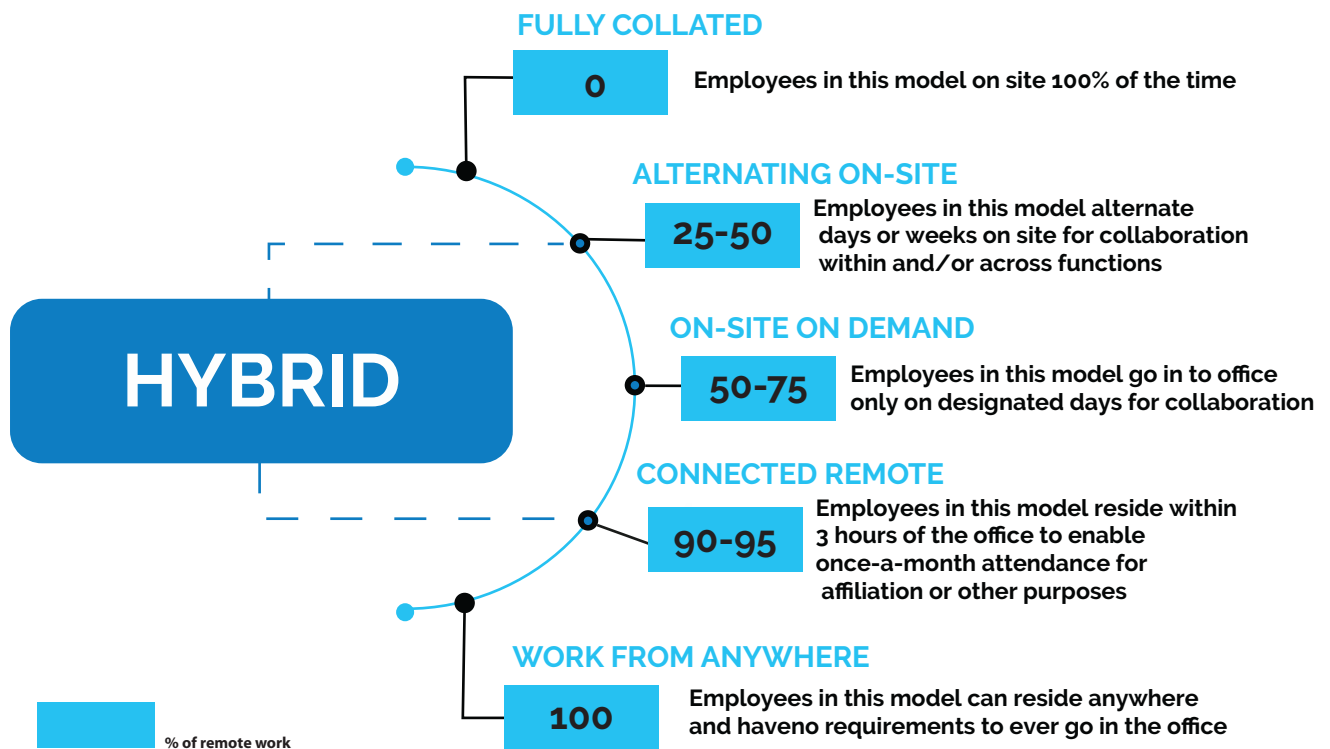 FULLY COLLATED
0
Employees in this model on site 100% of the time
ALTERNATING ON-SITE
25-50
Employees in this model alternate
days or weeks on site for collaboration
within and/or across functions
HYBRID
ON-SITE ON DEMAND
50-75
Employees in this model go in to office
only on designated days for collaboration
CONNECTED REMOTE
90-95
Employees in this model reside within
3 hours of the office to enable
once-a-month attendance for
affiliation or other purposes
WORK FROM ANYWHERE
100
Employees in this model can reside anywhere
and haveno requirements to ever go in the office
% of remote work